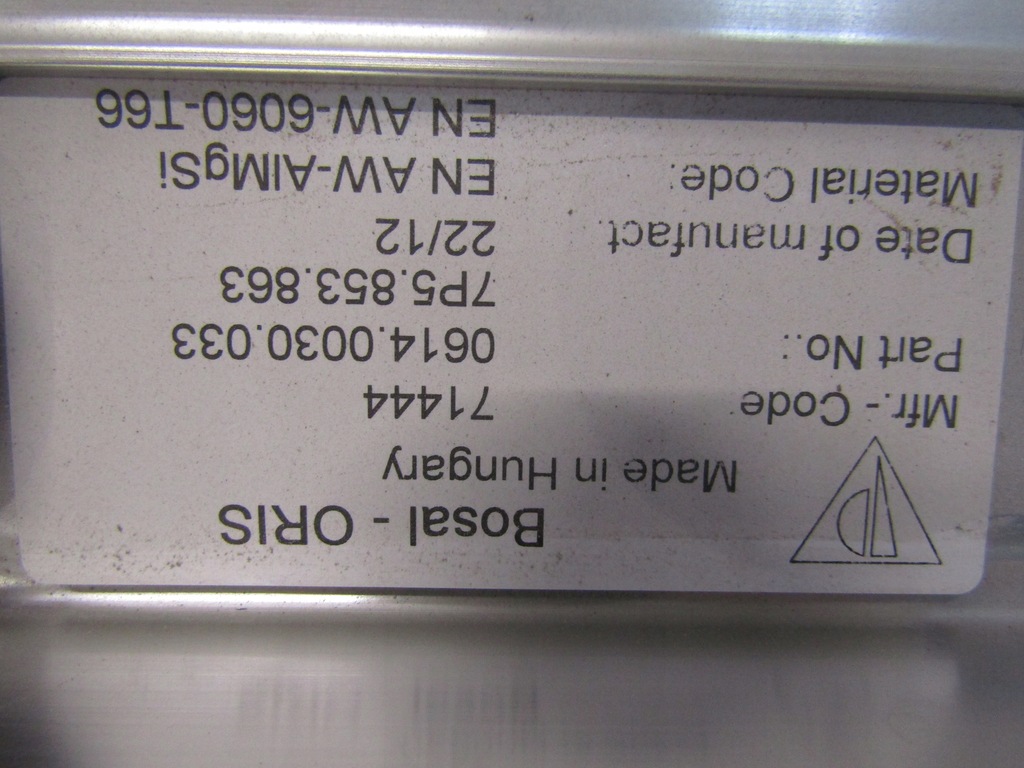 Bosal - ORIS
Made in Hungary
Mfr.- Code: 71444
Part No.: 0614.0030.033
7P5.853.863
Date of manufact. 22/12
Material Code: EN AW-AlMgSi
EN AW-6060-T66